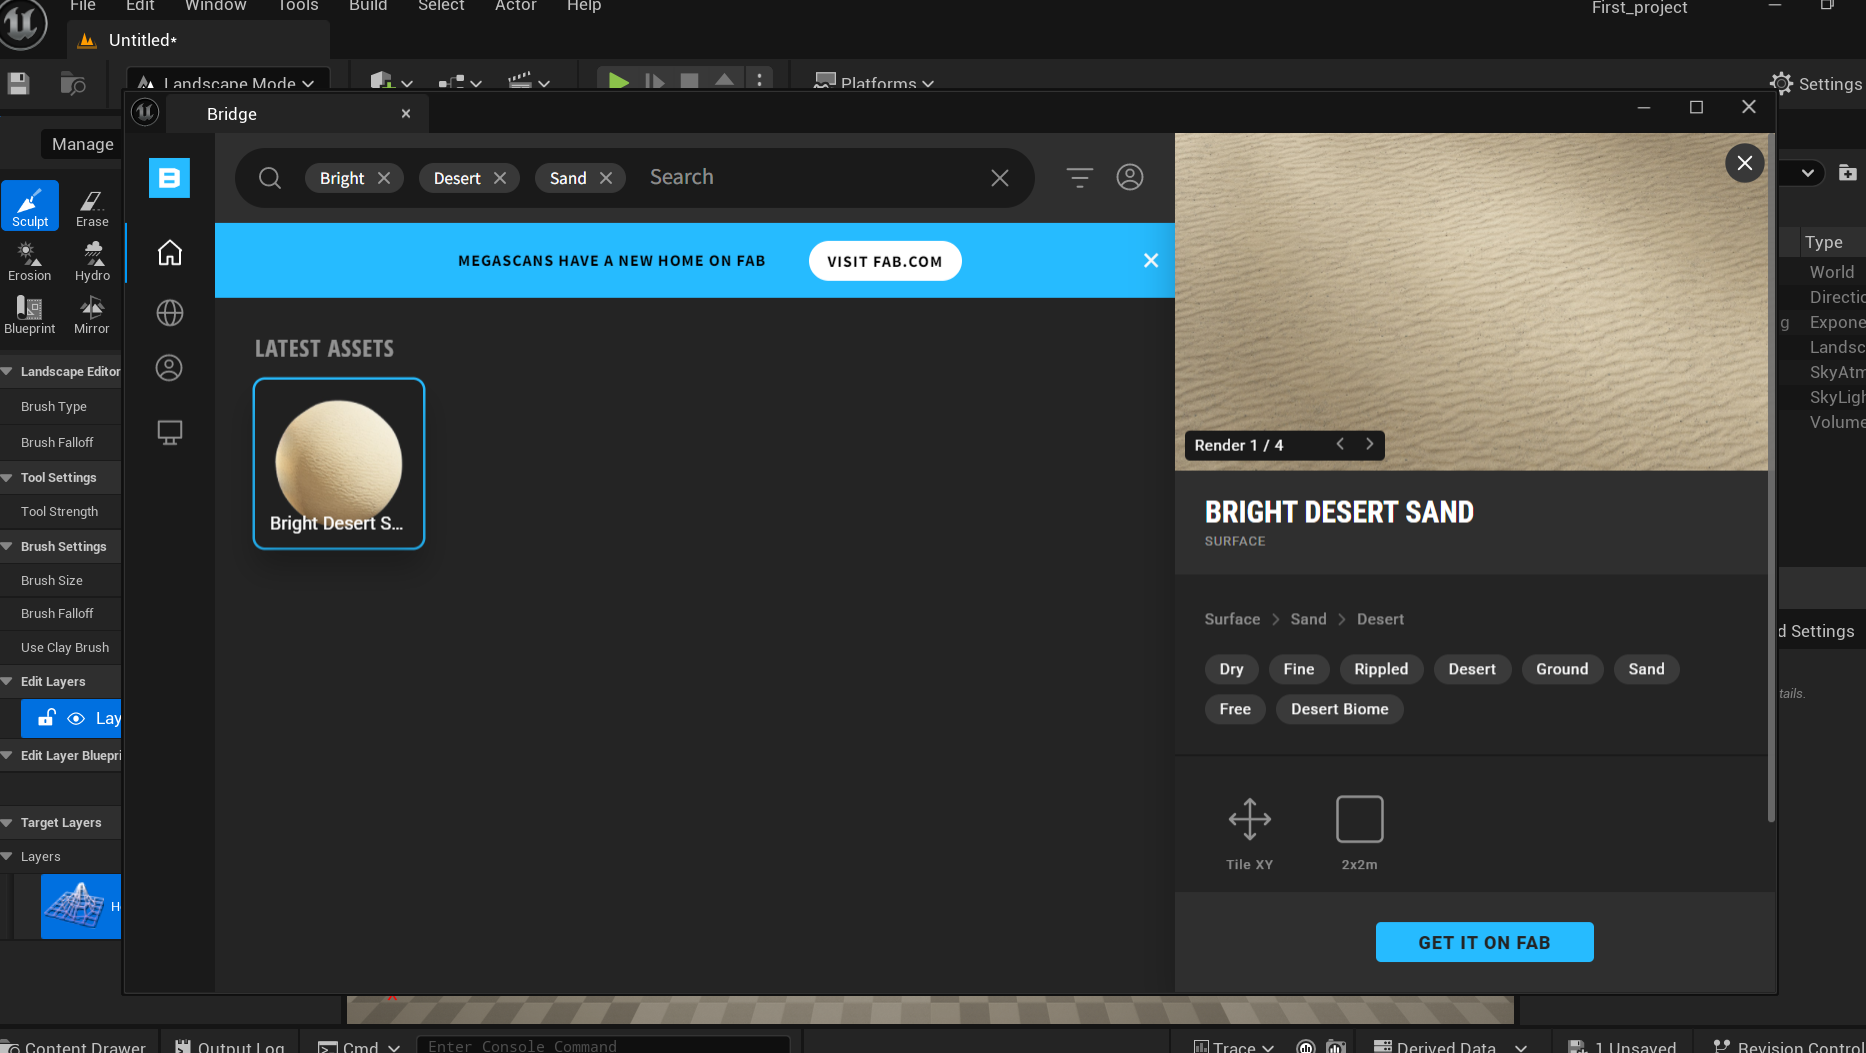 File Edit Window Tools Build Select Actor Help
First_project
Untitled*
Landscape Mode
Platforms
Settings
Bridge
Manage
Bright Desert Sand Search
Sculpt Erase
Erosion Hydro
Blueprint Mirror
MEGASCANS HAVE A NEW HOME ON FAB VISIT FAB.COM
LATEST ASSETS
Bright Desert S...
Landscape Editor
Brush Type
Brush Falloff
Tool Settings
Tool Strength
Brush Settings
Brush Size
Brush Falloff
Use Clay Brush
Edit Layers
Lay
Edit Layer Bluepri
Target Layers
Layers
H
Render 1 / 4
BRIGHT DESERT SAND
SURFACE
Surface > Sand > Desert
Dry Fine Rippled Desert Ground Sand
Free Desert Biome
Tile XY 2x2m
GET IT ON FAB
Type
World
Directio
g Expone
Landsc
SkyAtm
SkyLigh
Volume
d Settings
tails.
Content Drawer Output Log Cmd Enter Console Command Trace Derived Data 1 Unsaved Revision Control